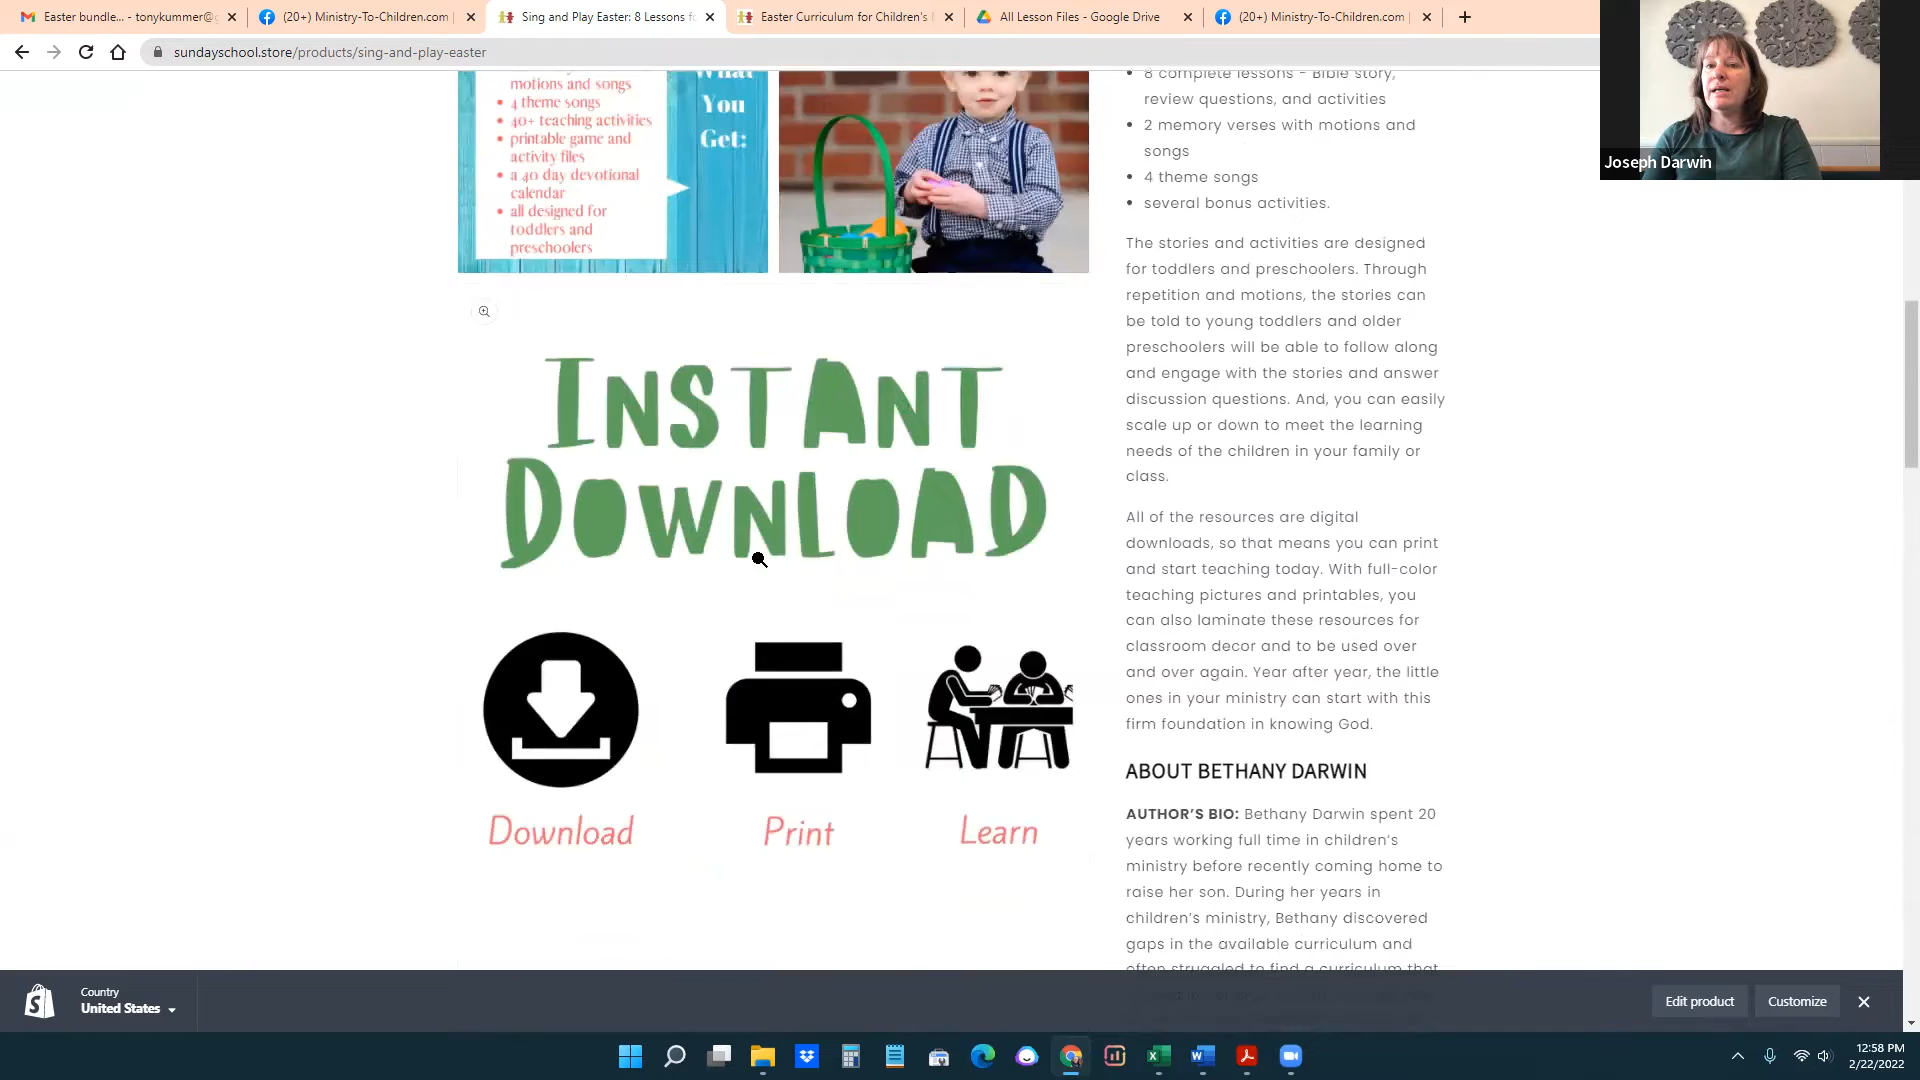 Easter bundle... - tonykummer@g
(20+) Ministry-To-Children.com |
Sing and Play Easter: 8 Lessons fo
Easter Curriculum for Children's
All Lesson Files - Google Drive
(20+) Ministry-To-Children.com |
sundayschool.store/products/sing-and-play-easter
Joseph Darwin
motions and songs
• 4 theme songs
• 40+ teaching activities
• printable game and
activity files
• a 40 day devotional
calendar
• all designed for
toddlers and
preschoolers
What
You
Get:
INSTANT
DOWNLOAD
Download
Print
Learn
• 8 complete lessons - Bible story,
review questions, and activities
• 2 memory verses with motions and
songs
• 4 theme songs
• several bonus activities.
The stories and activities are designed
for toddlers and preschoolers. Through
repetition and motions, the stories can
be told to young toddlers and older
preschoolers will be able to follow along
and engage with the stories and answer
discussion questions. And, you can easily
scale up or down to meet the learning
needs of the children in your family or
class.
All of the resources are digital
downloads, so that means you can print
and start teaching today. With full-color
teaching pictures and printables, you
can also laminate these resources for
classroom decor and to be used over
and over again. Year after year, the little
ones in your ministry can start with this
firm foundation in knowing God.
ABOUT BETHANY DARWIN
AUTHOR'S BIO: Bethany Darwin spent 20
years working full time in children's
ministry before recently coming home to
raise her son. During her years in
children's ministry, Bethany discovered
gaps in the available curriculum and
often struggled to find a curriculum that
Country
United States
Edit product
Customize
12:58 PM
2/22/2022